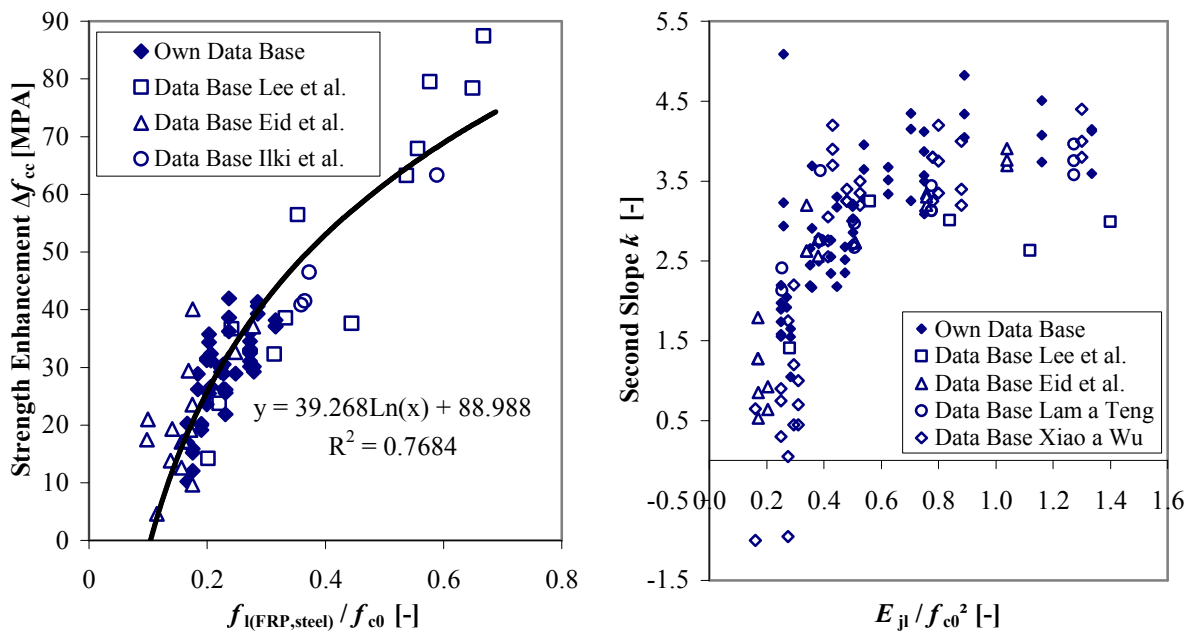 Strength Enhancement Δf_cc [MPA]
90
80
70
60
50
40
30
20
10
0
Own Data Base
Data Base Lee et al.
Data Base Eid et al.
Data Base Ilki et al.
y = 39.268Ln(x) + 88.988
R² = 0.7684
0 0.2 0.4 0.6 0.8
f_l(FRP,steel) / f_c0 [-]
Second Slope k [-]
5.5
4.5
3.5
2.5
1.5
0.5
-0.5
-1.5
0.0 0.2 0.4 0.6 0.8 1.0 1.2 1.4 1.6
Own Data Base
Data Base Lee et al.
Data Base Eid et al.
Data Base Lam a Teng
Data Base Xiao a Wu
E_jl / f_c0² [-]